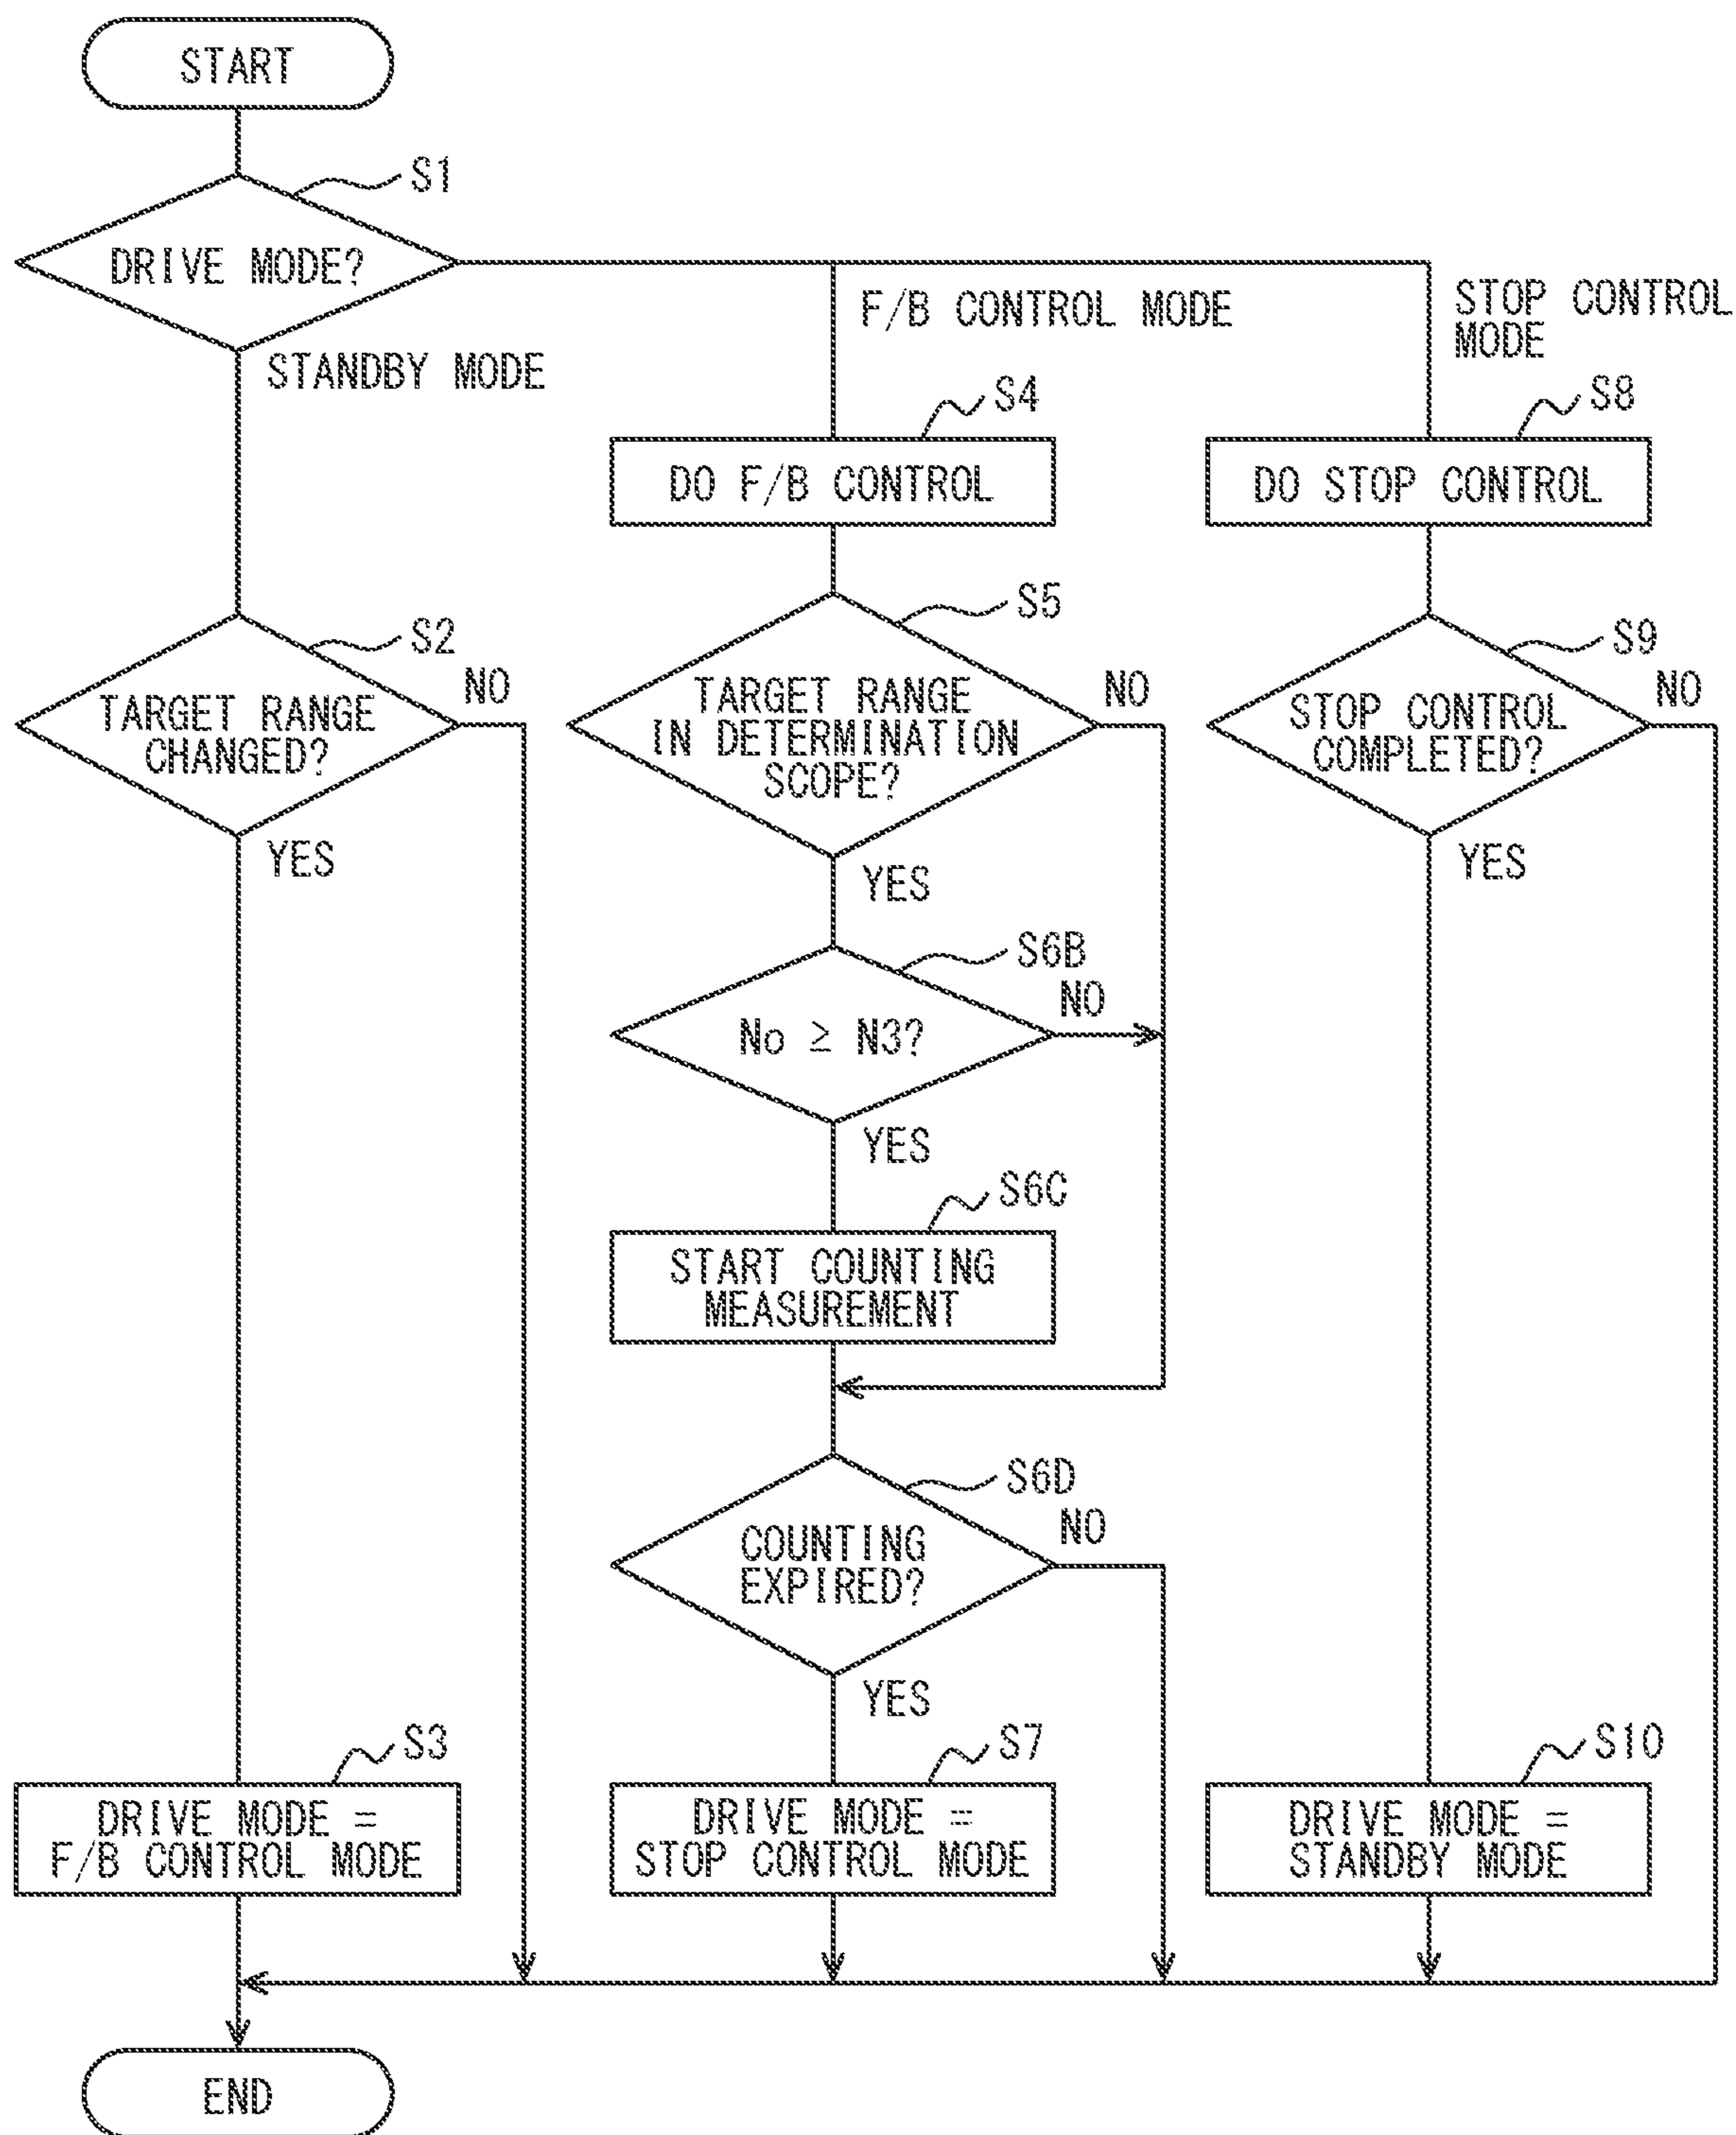 START
S1
DRIVE MODE?
STANDBY MODE
F/B CONTROL MODE
STOP CONTROL
MODE
S2
TARGET RANGE
CHANGED?
NO
YES
S3
DRIVE MODE =
F/B CONTROL MODE
S4
DO F/B CONTROL
S5
TARGET RANGE
IN DETERMINATION
SCOPE?
NO
YES
S6B
No ≥ N3?
NO
YES
S6C
START COUNTING
MEASUREMENT
S6D
COUNTING
EXPIRED?
NO
YES
S7
DRIVE MODE =
STOP CONTROL MODE
S8
DO STOP CONTROL
S9
STOP CONTROL
COMPLETED?
NO
YES
S10
DRIVE MODE =
STANDBY MODE
END